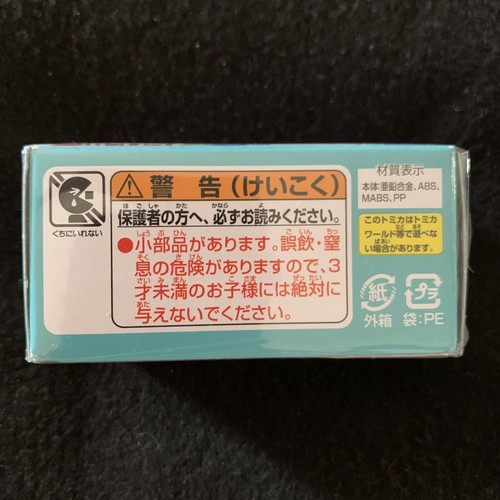 くちにいれない
警告(けいこく)
保護者の方へ、必ずお読みください。
●小部品があります。誤飲・窒
息の危険がありますので、3
才未満のお子様には絶対に
与えないでください。
材質表示
本体:亜鉛合金、ABS、
MABS、PP
このトミカはトミカ
ワールド等で遊べな
い場合があります。
紙 プラ
外箱 袋:PE